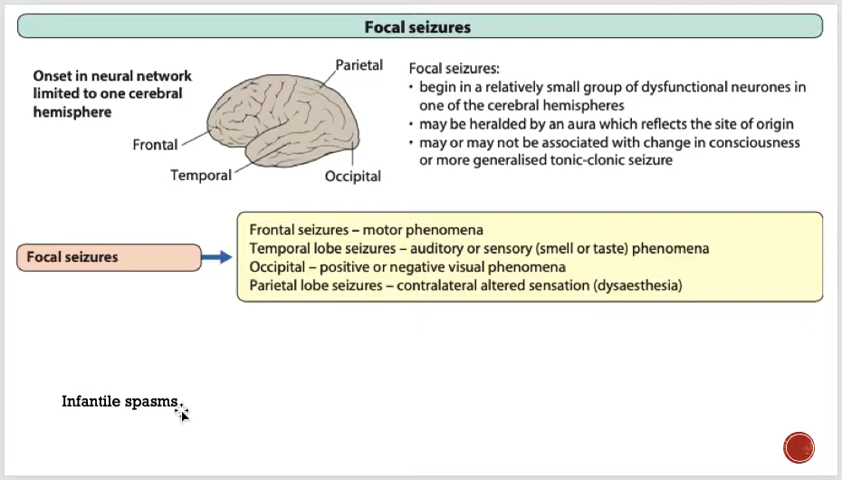 Focal seizures
Onset in neural network
limited to one cerebral
hemisphere
Parietal
Frontal
Temporal
Occipital
Focal seizures:
• begin in a relatively small group of dysfunctional neurones in
one of the cerebral hemispheres
• may be heralded by an aura which reflects the site of origin
• may or may not be associated with change in consciousness
or more generalised tonic-clonic seizure
Focal seizures
Frontal seizures – motor phenomena
Temporal lobe seizures – auditory or sensory (smell or taste) phenomena
Occipital – positive or negative visual phenomena
Parietal lobe seizures – contralateral altered sensation (dysaesthesia)
Infantile spasms